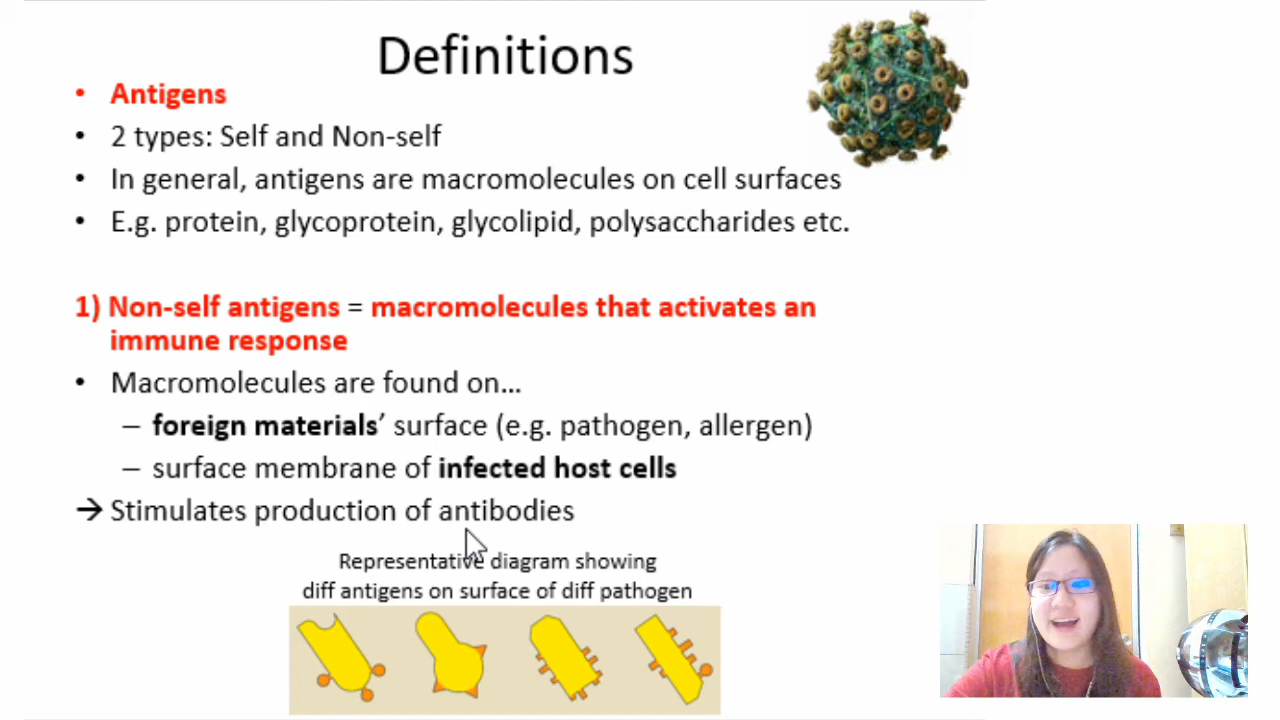 Definitions
• Antigens
• 2 types: Self and Non-self
• In general, antigens are macromolecules on cell surfaces
• E.g. protein, glycoprotein, glycolipid, polysaccharides etc.
1) Non-self antigens = macromolecules that activates an
immune response
• Macromolecules are found on...
– foreign materials’ surface (e.g. pathogen, allergen)
– surface membrane of infected host cells
→ Stimulates production of antibodies
Representative diagram showing
diff antigens on surface of diff pathogen